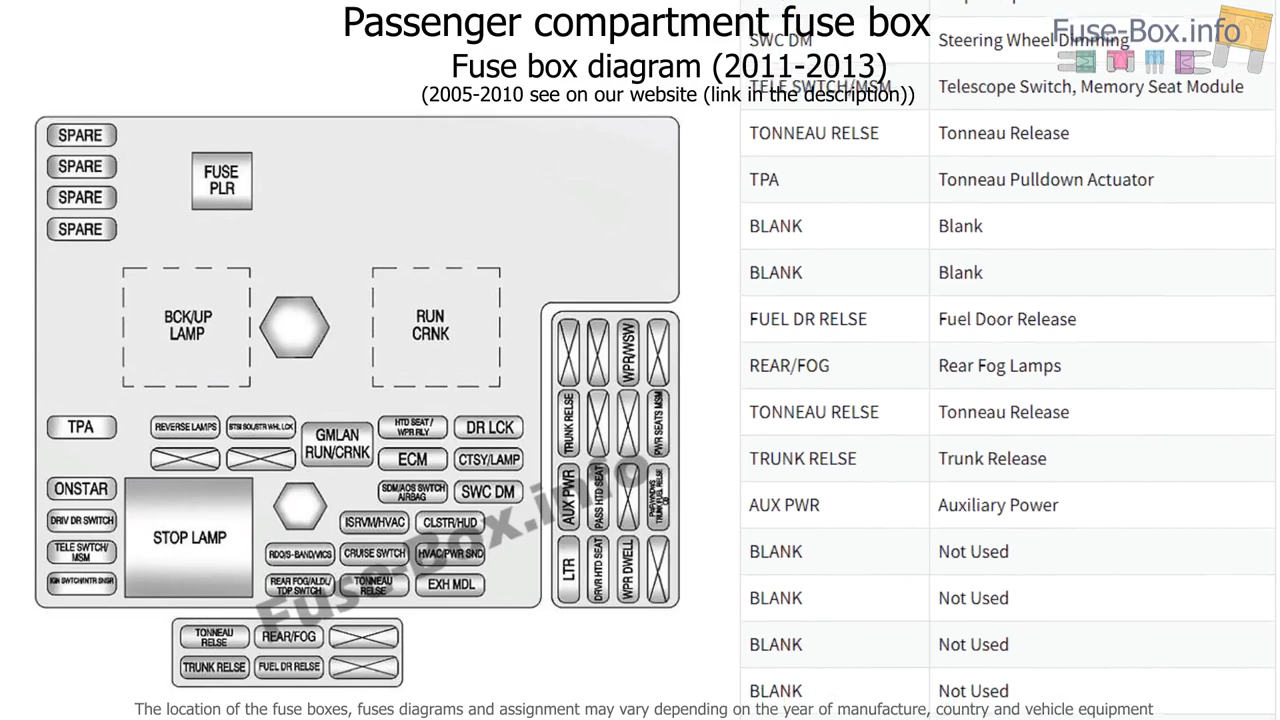 Passenger compartment fuse box
Fuse box diagram (2011-2013)
(2005-2010 see on our website (link in the description))
Fuse-Box.info
SPARE
SPARE
SPARE
SPARE
FUSE
PLR
BCK/UP
LAMP
RUN
CRNK
TPA
REVERSE LAMPS
GMLAN
RUN/CRNK
HTD SEAT /
WPR RLY
DR LCK
ECM
CTSY/LAMP
ONSTAR
SDM/AOS SWTCH
AIRBAG
SWC DM
DRIV DR SWITCH
STOP LAMP
ISRVM/HVAC
CLSTR/HUD
TELE SWTCH/
MSM
RDO/S-BAND/VICS
CRUISE SWTCH
HVAC/PWR SND
IGN SWTCH/INTR SNSR
REAR FOG/ALDL/
TOP SWTCH
TONNEAU
RELSE
EXH MDL
WPR/WSW
TRUNK RELSE
PWR SEATS MSM
AUX PWR
PASS HTD SEAT
LTR
DRVR HTD SEAT
WPR DWELL
TONNEAU
RELSE
REAR/FOG
TRUNK RELSE
FUEL DR RELSE
Fuse-Box.info
SWC DM Steering Wheel Dimming
TELE SWTCH/MSM Telescope Switch, Memory Seat Module
TONNEAU RELSE Tonneau Release
TPA Tonneau Pulldown Actuator
BLANK Blank
BLANK Blank
FUEL DR RELSE Fuel Door Release
REAR/FOG Rear Fog Lamps
TONNEAU RELSE Tonneau Release
TRUNK RELSE Trunk Release
AUX PWR Auxiliary Power
BLANK Not Used
BLANK Not Used
BLANK Not Used
BLANK Not Used
The location of the fuse boxes, fuses diagrams and assignment may vary depending on the year of manufacture, country and vehicle equipment